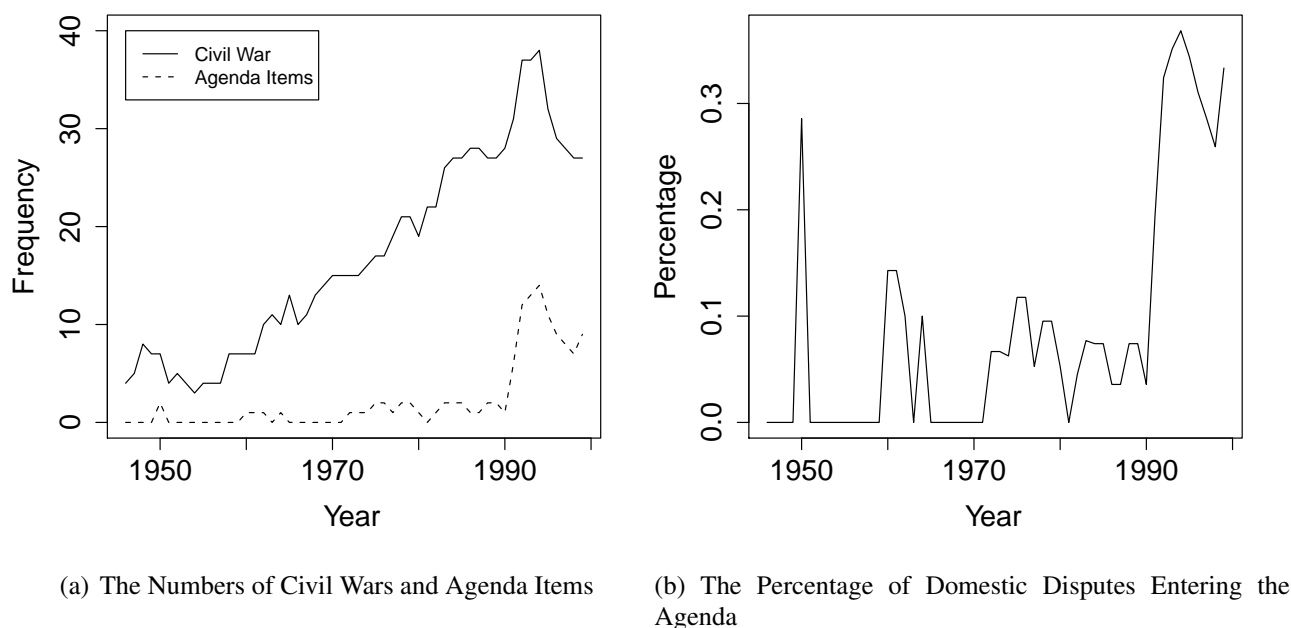 Civil War
Agenda Items
Frequency
0
10
20
30
40
1950
1970
1990
Year
(a) The Numbers of Civil Wars and Agenda Items
Percentage
0.0
0.1
0.2
0.3
1950
1970
1990
Year
(b) The Percentage of Domestic Disputes Entering the
Agenda